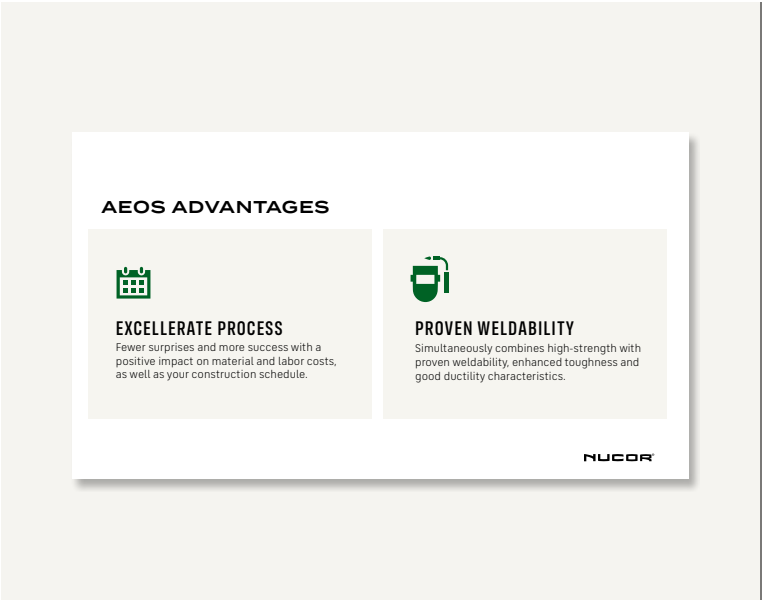 AEOS ADVANTAGES
EXCELLERATE PROCESS
Fewer surprises and more success with a
positive impact on material and labor costs,
as well as your construction schedule.
PROVEN WELDABILITY
Simultaneously combines high-strength with
proven weldability, enhanced toughness and
good ductility characteristics.
NUCOR®